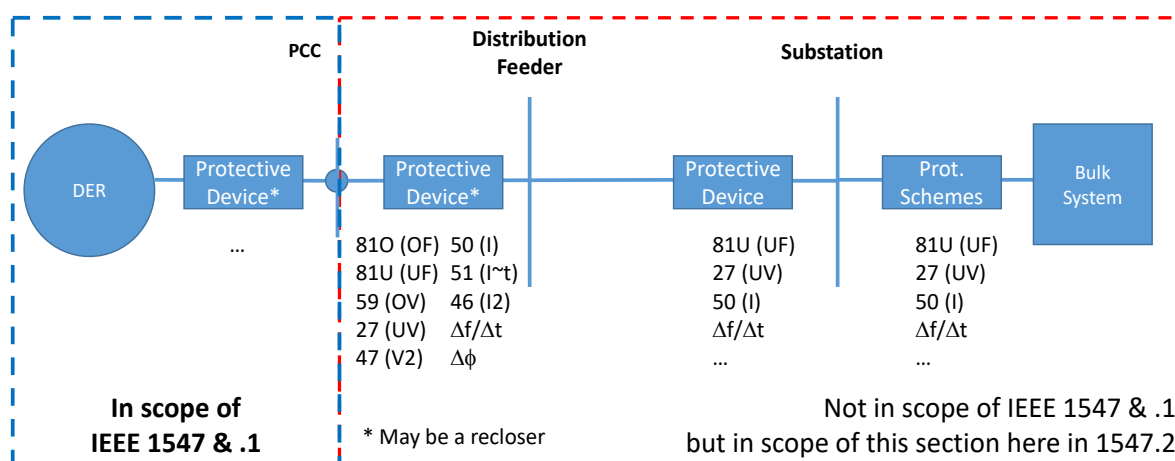 PCC
Distribution
Feeder
Substation
DER
Protective
Device*
Protective
Device*
Protective
Device
Prot.
Schemes
Bulk
System
...
81O (OF) 50 (I)
81U (UF) 51 (I~t)
59 (OV) 46 (I2)
27 (UV) Δf/Δt
47 (V2) Δϕ
81U (UF)
27 (UV)
50 (I)
Δf/Δt
...
81U (UF)
27 (UV)
50 (I)
Δf/Δt
...
In scope of
IEEE 1547 & .1
* May be a recloser
Not in scope of IEEE 1547 & .1
but in scope of this section here in 1547.2